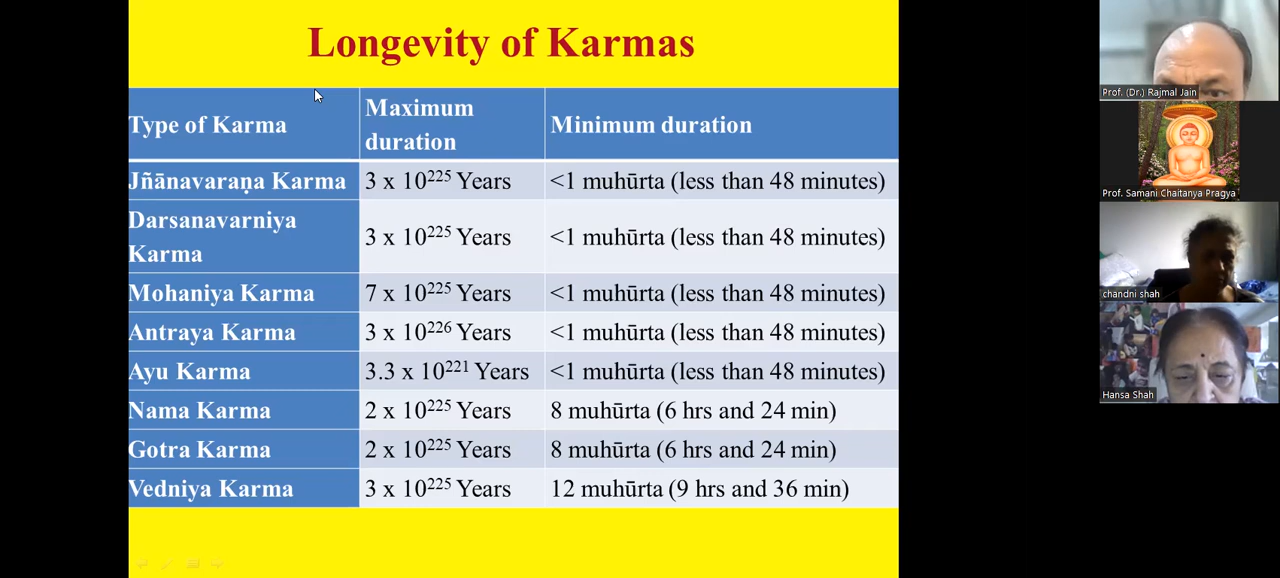 Longevity of Karmas
Type of Karma
Maximum
duration
Minimum duration
Jñānavaraṇa Karma
3 x 10²²⁵ Years
<1 muhūrta (less than 48 minutes)
Darsanavarniya
Karma
3 x 10²²⁵ Years
<1 muhūrta (less than 48 minutes)
Mohaniya Karma
7 x 10²²⁵ Years
<1 muhūrta (less than 48 minutes)
Antraya Karma
3 x 10²²⁶ Years
<1 muhūrta (less than 48 minutes)
Ayu Karma
3.3 x 10²²¹ Years
<1 muhūrta (less than 48 minutes)
Nama Karma
2 x 10²²⁵ Years
8 muhūrta (6 hrs and 24 min)
Gotra Karma
2 x 10²²⁵ Years
8 muhūrta (6 hrs and 24 min)
Vedniya Karma
3 x 10²²⁵ Years
12 muhūrta (9 hrs and 36 min)
Prof. (Dr.) Rajmal Jain
Prof. Samani Chaitanya Pragya
chandni shah
Hansa Shah